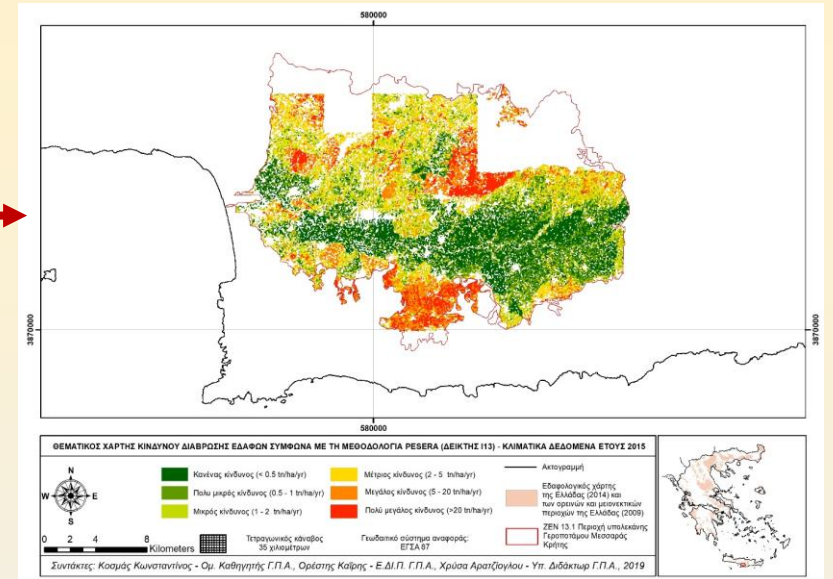 580000
3870000
3870000
580000
ΘΕΜΑΤΙΚΟΣ ΧΑΡΤΗΣ ΚΙΝΔΥΝΟΥ ΔΙΑΒΡΩΣΗΣ ΕΔΑΦΩΝ ΣΥΜΦΩΝΑ ΜΕ ΤΗ ΜΕΘΟΔΟΛΟΓΙΑ PESERA (ΔΕΙΚΤΗΣ Ι13) - ΚΛΙΜΑΤΙΚΑ ΔΕΔΟΜΕΝΑ ΕΤΟΥΣ 2015
N
W E
S
0 2 4 8
Kilometers
Κανένας κίνδυνος (< 0.5 tn/ha/yr)
Πολυ μικρός κίνδυνος (0.5 - 1 tn/ha/yr)
Μικρός κίνδυνος (1 - 2 tn/ha/yr)
Μέτριος κίνδυνος (2 - 5 tn/ha/yr)
Μεγάλος κίνδυνος (5 - 20 tn/ha/yr)
Πολύ μεγάλος κίνδυνος (>20 tn/ha/yr)
Τετραγωνικός κάναβος
35 χιλιομέτρων
Γεωδαιτικό σύστημα αναφοράς:
ΕΓΣΑ 87
Ακτογραμμή
Εδαφολογικός χάρτης
της Ελλάδας (2014) και
των ορεινών και μειονεκτικών
περιοχών της Ελλάδας (2009)
ZEN 13.1 Περιοχή υπολεκάνης
Γεροποτάμου Μεσσαράς
Κρήτης
Συντάκτες: Κοσμάς Κωνσταντίνος - Ομ. Καθηγητής Γ.Π.Α., Ορέστης Καΐρης - Ε.ΔΙ.Π. Γ.Π.Α., Χρύσα Αρατζίογλου - Υπ. Διδάκτωρ Γ.Π.Α., 2019